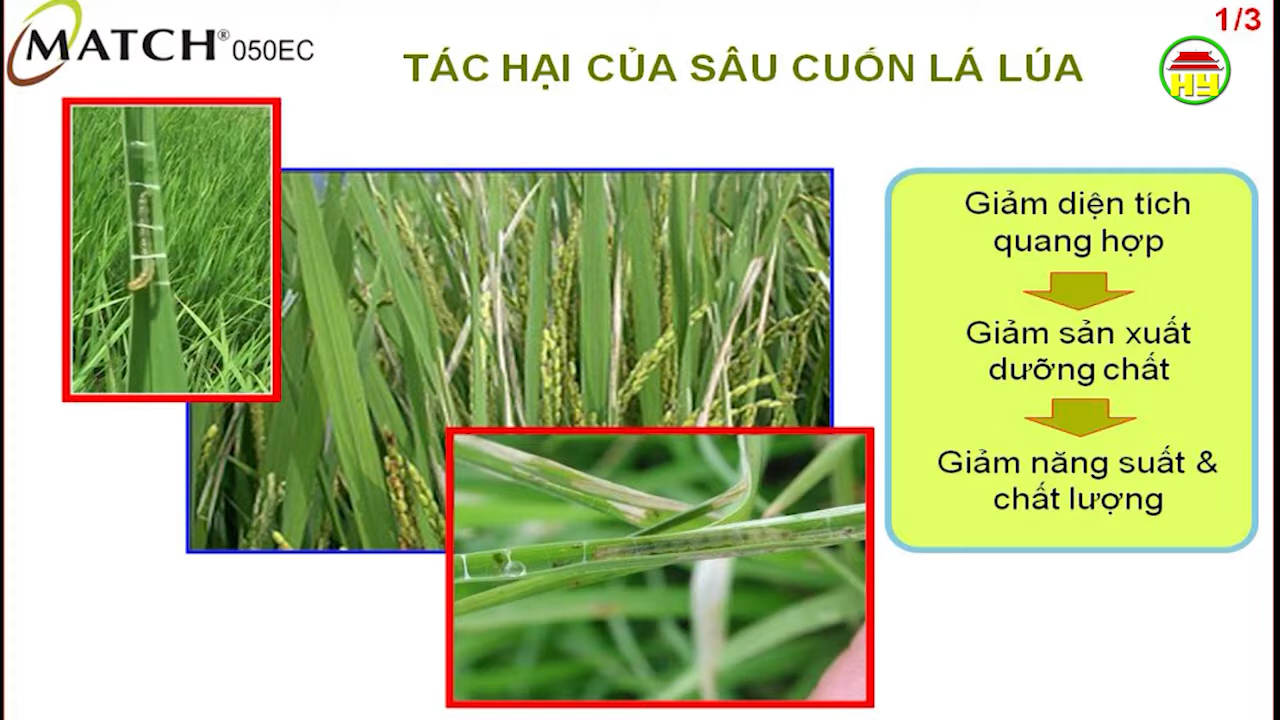 1/3
MATCH® 050EC
TÁC HẠI CỦA SÂU CUỐN LÁ LÚA
HY
Giảm diện tích
quang hợp
Giảm sản xuất
dưỡng chất
Giảm năng suất &
chất lượng